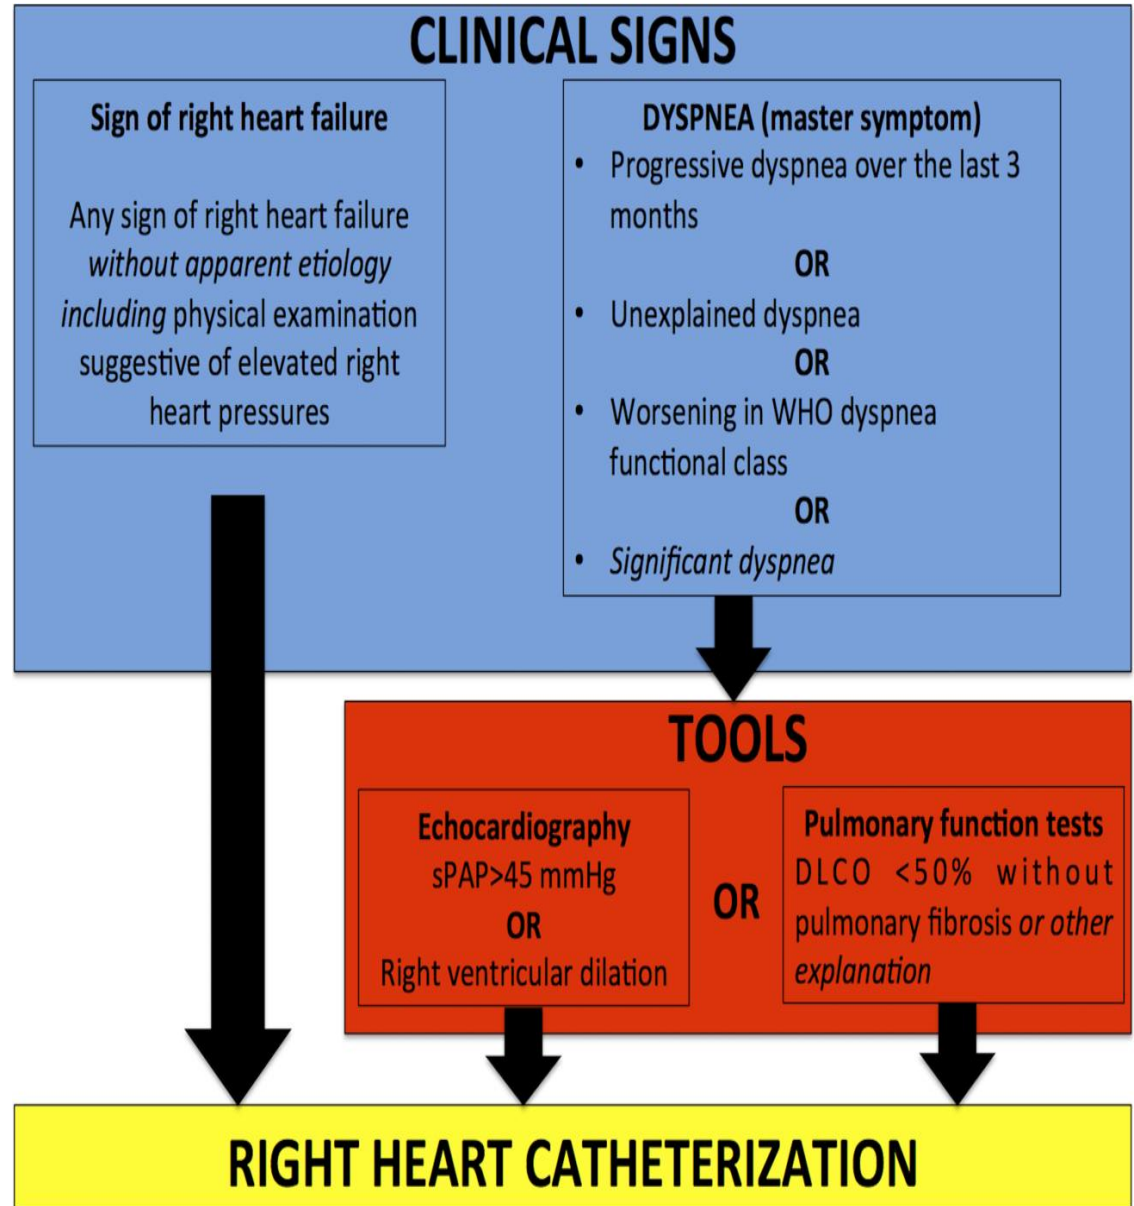 CLINICAL SIGNS
Sign of right heart failure
Any sign of right heart failure
without apparent etiology
including physical examination
suggestive of elevated right
heart pressures
DYSPNEA (master symptom)
• Progressive dyspnea over the last 3
months
OR
• Unexplained dyspnea
OR
• Worsening in WHO dyspnea
functional class
OR
• Significant dyspnea
TOOLS
Echocardiography
sPAP>45 mmHg
OR
Right ventricular dilation
OR
Pulmonary function tests
DLCO <50% without
pulmonary fibrosis or other
explanation
RIGHT HEART CATHETERIZATION